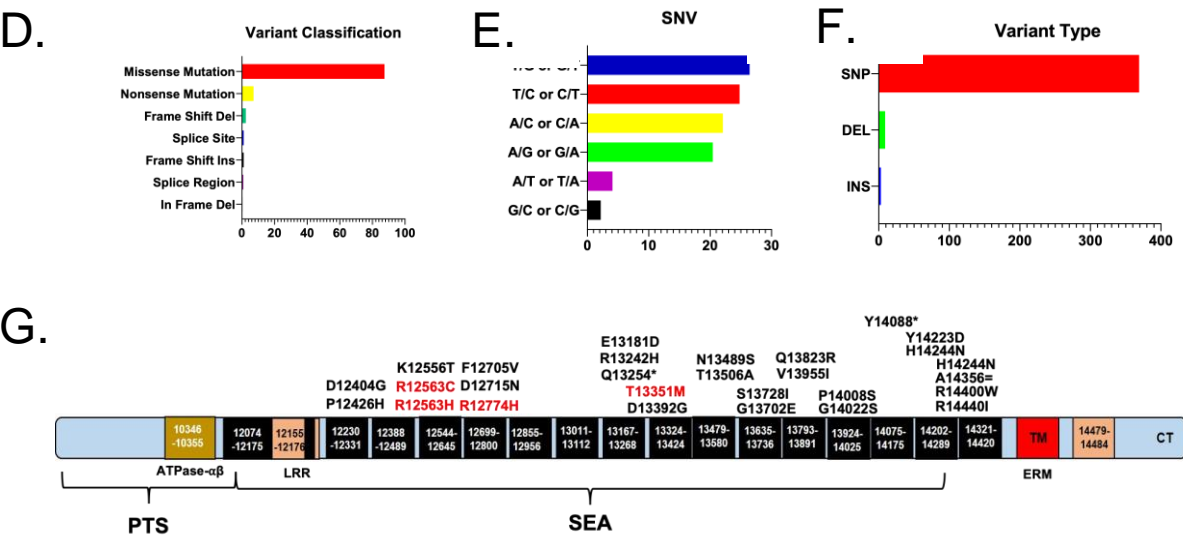 D.
Variant Classification
Missense Mutation
Nonsense Mutation
Frame Shift Del
Splice Site
Frame Shift Ins
Splice Region
In Frame Del
0 20 40 60 80 100
E.
SNV
T/C or C/T
A/C or C/A
A/G or G/A
A/T or T/A
G/C or C/G
0 10 20 30
F.
Variant Type
SNP
DEL
INS
0 100 200 300 400
G.
D12404G
P12426H
K12556T
R12563C
R12563H
F12705V
D12715N
R12774H
E13181D
R13242H
Q13254*
T13351M
D13392G
N13489S
T13506A
S13728I
G13702E
Q13823R
V13955I
P14008S
G14022S
Y14088*
Y14223D
H14244N
H14244N
A14356=
R14400W
R14440I
10346
-10355
12074
-12175
12155
-12176
12230
-12331
12388
-12489
12544-
12645
12699-
12800
12855-
12956
13011-
13112
13167-
13268
13324-
13424
13479-
13580
13635-
13736
13793-
13891
13924-
14025
14075-
14175
14202-
14289
14321-
14420
TM
14479-
14484
CT
ATPase-αβ
LRR
ERM
PTS
SEA